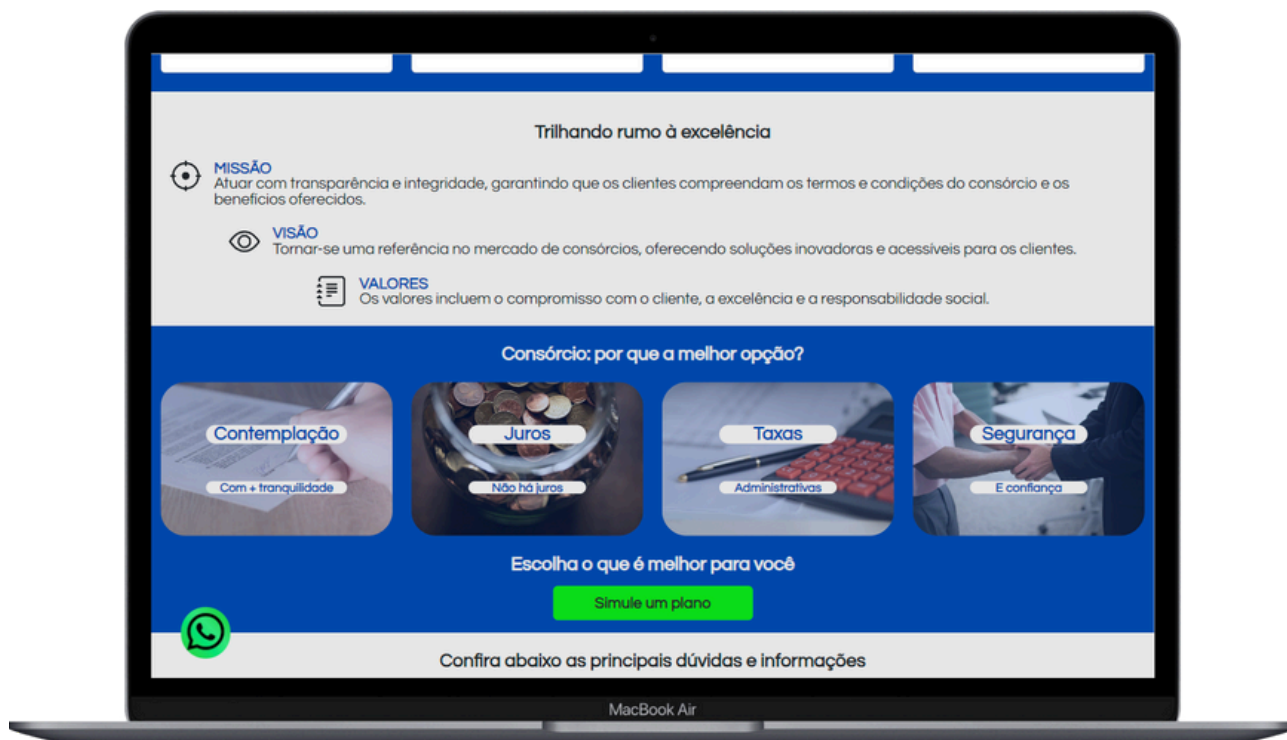 Trilhando rumo à excelência
MISSÃO
Atuar com transparência e integridade, garantindo que os clientes compreendam os termos e condições do consórcio e os
benefícios oferecidos.
VISÃO
Tornar-se uma referência no mercado de consórcios, oferecendo soluções inovadoras e acessíveis para os clientes.
VALORES
Os valores incluem o compromisso com o cliente, a excelência e a responsabilidade social.
Consórcio: por que a melhor opção?
Contemplação
Com + tranquilidade
Juros
Não há juros
Taxas
Administrativas
Segurança
E confiança
Escolha o que é melhor para você
Simule um plano
Confira abaixo as principais dúvidas e informações
MacBook Air